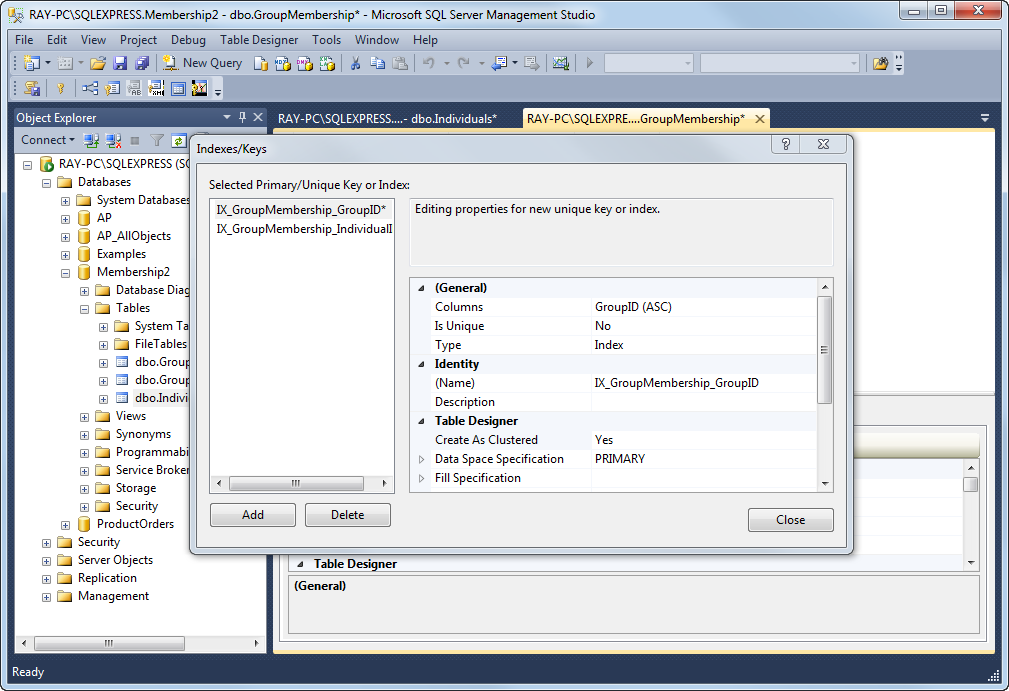 RAY-PC\SQLEXPRESS.Membership2 - dbo.GroupMembership* - Microsoft SQL Server Management Studio
File Edit View Project Debug Table Designer Tools Window Help
New Query
Object Explorer
RAY-PC\SQLEXPRESS....- dbo.Individuals*
RAY-PC\SQLEXPRE....GroupMembership*
Connect
RAY-PC\SQLEXPRESS (SQ
Databases
System Databases
AP
AP_AllObjects
Examples
Membership2
Database Diag
Tables
System Ta
FileTables
dbo.Group
dbo.Group
dbo.Indivi
Views
Synonyms
Programmabi
Service Broker
Storage
Security
ProductOrders
Security
Server Objects
Replication
Management
Indexes/Keys
Selected Primary/Unique Key or Index:
IX_GroupMembership_GroupID*
IX_GroupMembership_IndividualI
Editing properties for new unique key or index.
(General)
Columns GroupID (ASC)
Is Unique No
Type Index
Identity
(Name) IX_GroupMembership_GroupID
Description
Table Designer
Create As Clustered Yes
Data Space Specification PRIMARY
Fill Specification
Add
Delete
Close
Table Designer
(General)
Ready